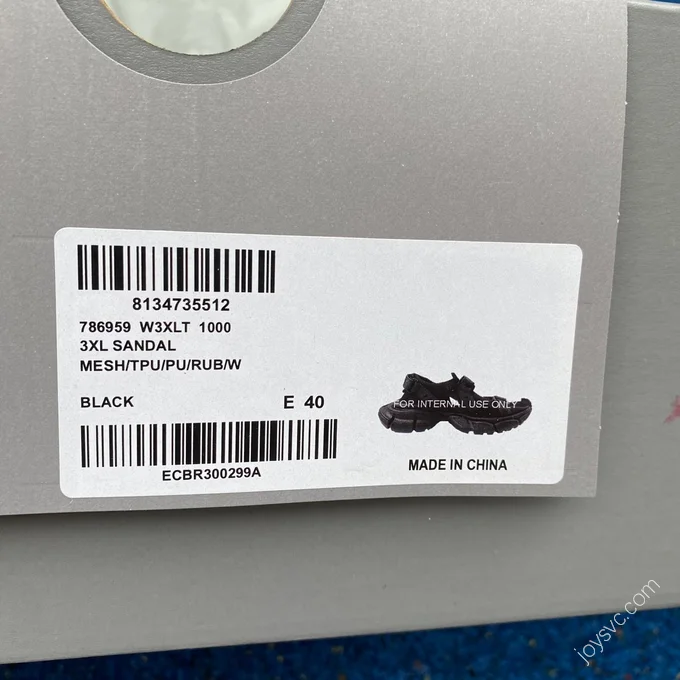 8134735512
786959 W3XLT 1000
3XL SANDAL
MESH/TPU/PU/RUB/W
BLACK E 40
FOR INTERNAL USE ONLY
ECBR300299A
MADE IN CHINA
joysvc.com